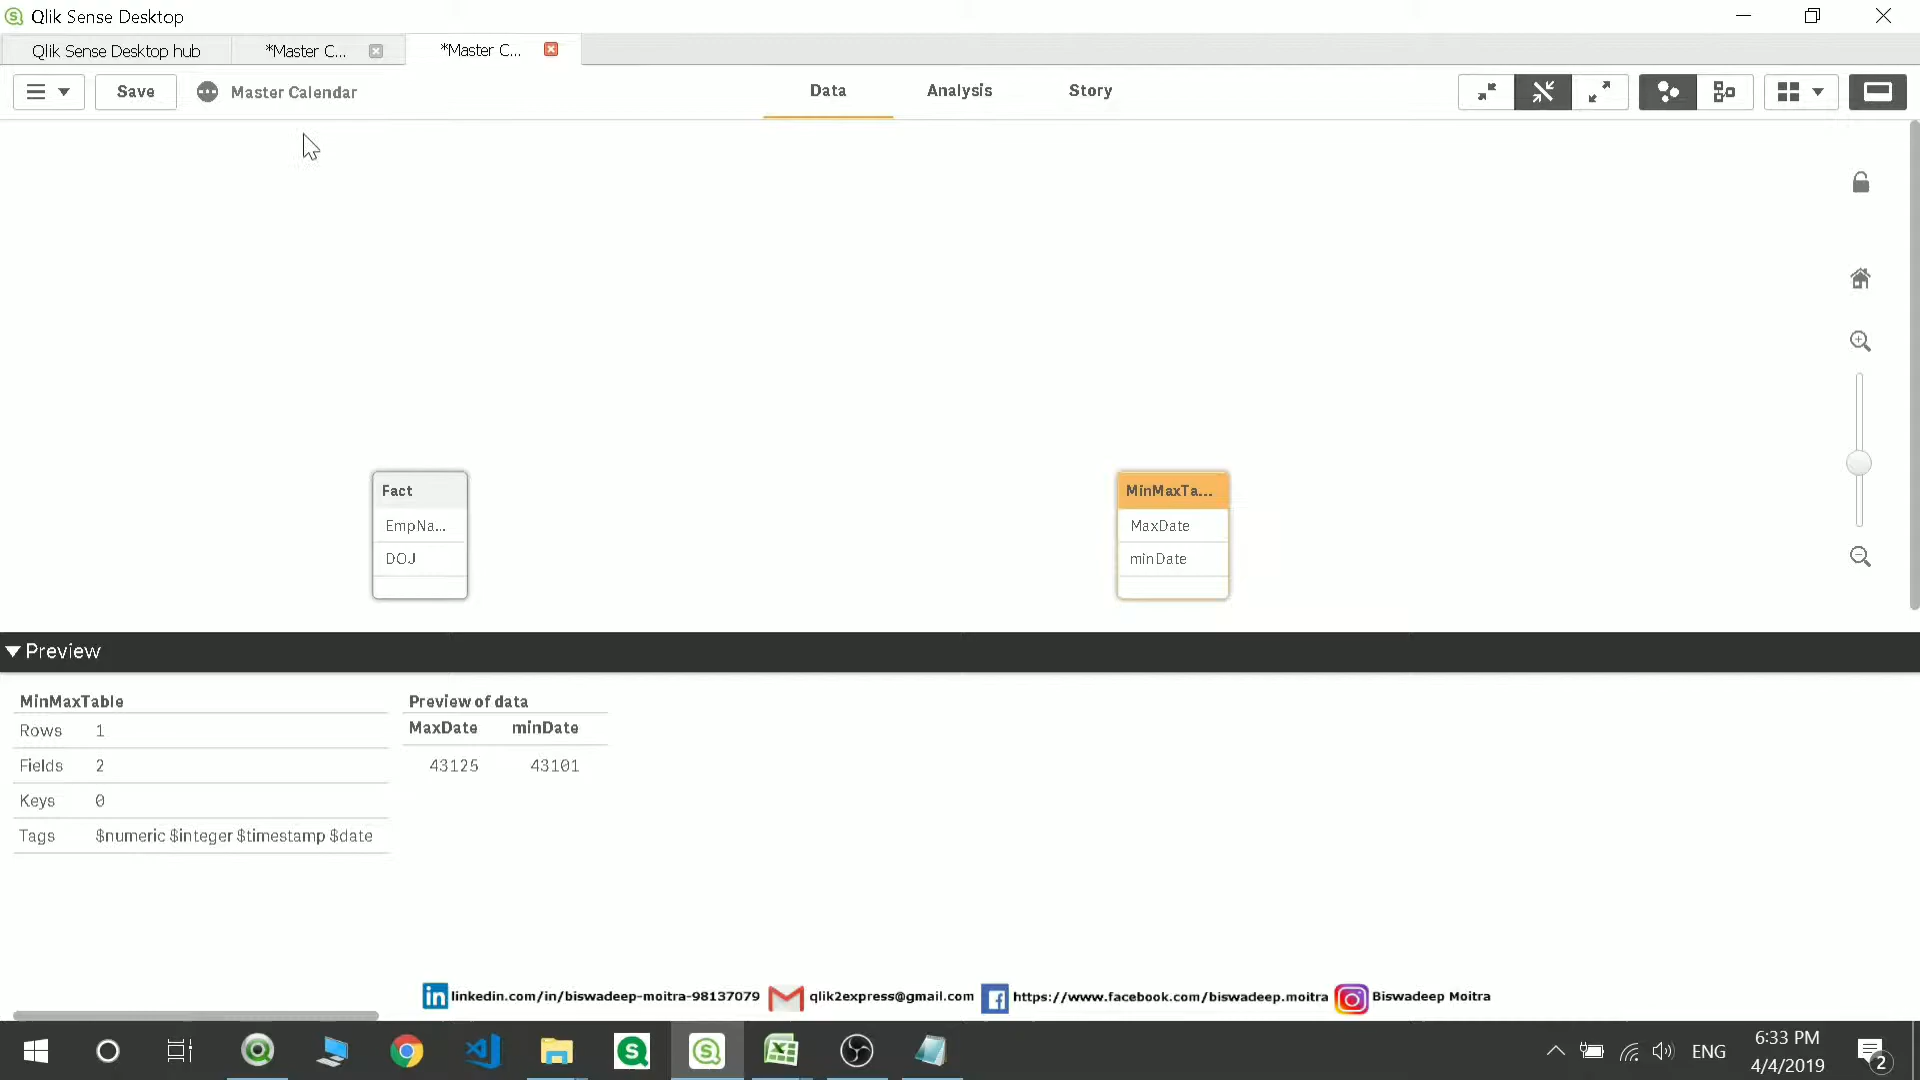 Qlik Sense Desktop
Qlik Sense Desktop hub
*Master C...
*Master C...
Save
Master Calendar
Data
Analysis
Story
Fact
EmpNa...
DOJ
MinMaxTa...
MaxDate
minDate
Preview
MinMaxTable
Rows 1
Fields 2
Keys 0
Tags $numeric $integer $timestamp $date
Preview of data
MaxDate minDate
43125 43101
linkedin.com/in/biswadeep-moitra-98137079
qlik2express@gmail.com
https://www.facebook.com/biswadeep.moitra
Biswadeep Moitra
ENG
6:33 PM
4/4/2019
2